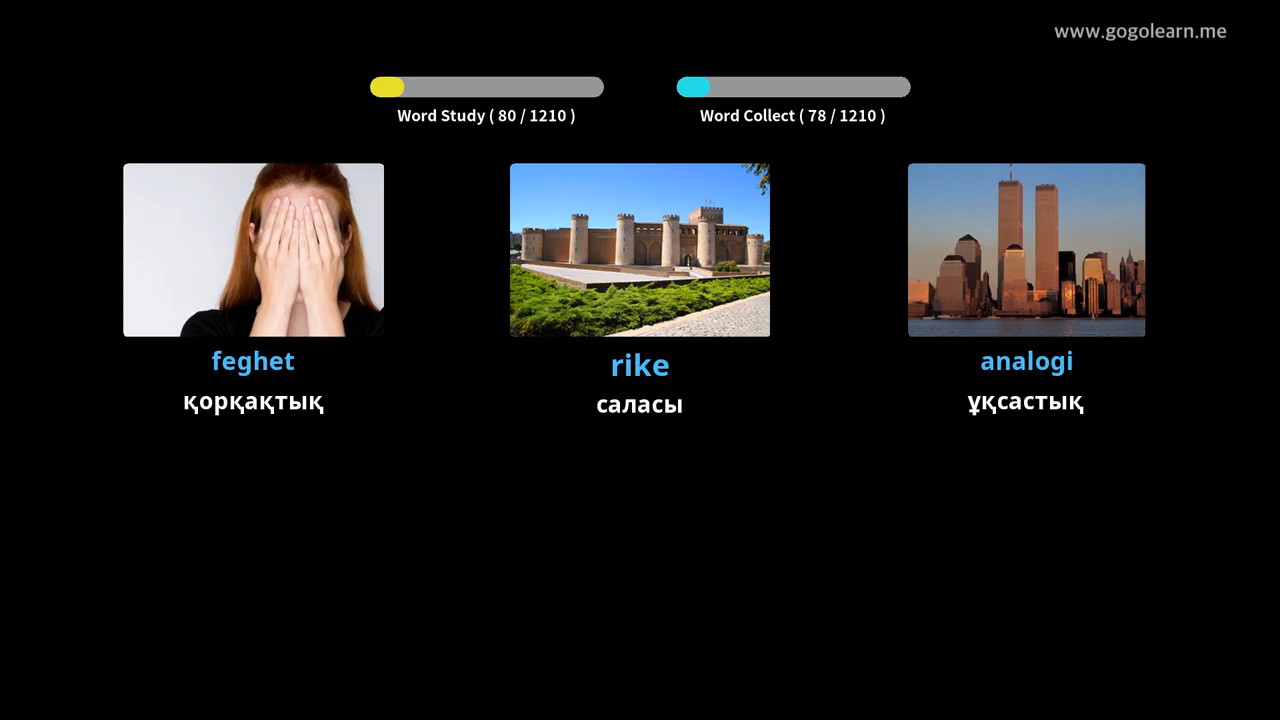 www.gogolearn.me
Word Study ( 80 / 1210 )
Word Collect ( 78 / 1210 )
feghet
қорқақтық
rike
саласы
analogi
ұқсастық